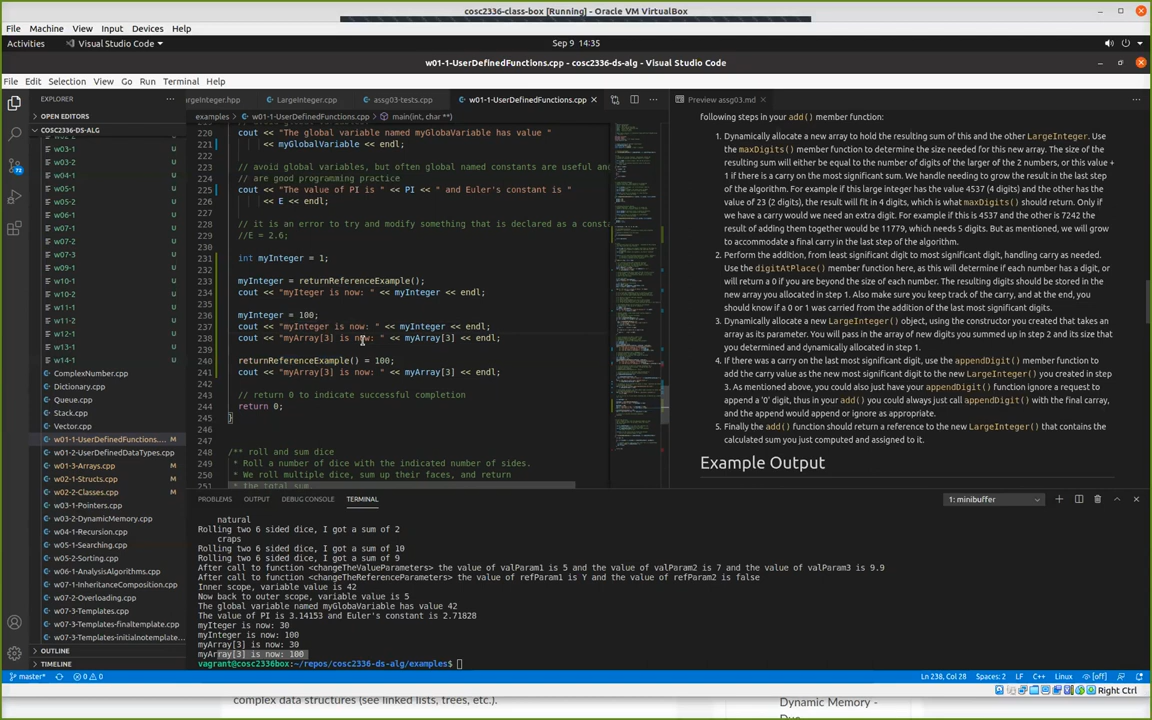 cosc2336-class-box [Running] - Oracle VM VirtualBox
File Machine View Input Devices Help
Activities Visual Studio Code Sep 9 14:35
w01-1-UserDefinedFunctions.cpp - cosc2336-ds-alg - Visual Studio Code
File Edit Selection View Go Run Terminal Help
EXPLORER
OPEN EDITORS
COSC2336-DS-ALG
w03-1 U
w03-2 U
w04-1 U
w05-1 U
w05-2 U
w06-1 U
w07-1 U
w07-2 U
w07-3 U
w09-1 U
w10-1 U
w10-2 U
w11-1 U
w11-2 U
w12-1 U
w13-1 U
w14-1 U
ComplexNumber.cpp
Dictionary.cpp
Queue.cpp
Stack.cpp
Vector.cpp
w01-1-UserDefinedFunctions.... M
w01-2-UserDefinedDataTypes.cpp
w01-3-Arrays.cpp M
w02-1-Structs.cpp M
w02-2-Classes.cpp M
w03-1-Pointers.cpp
w03-2-DynamicMemory.cpp
w04-1-Recursion.cpp
w05-1-Searching.cpp
w05-2-Sorting.cpp
w06-1-AnalysisAlgorithms.cpp
w07-1-InheritanceComposition.cpp
w07-2-Overloading.cpp
w07-3-Templates.cpp
w07-3-Templates-finaltemplate.cpp
w07-3-Templates-initialnotemplate...
OUTLINE
TIMELINE
argeInteger.hpp LargeInteger.cpp assg03-tests.cpp w01-1-UserDefinedFunctions.cpp
examples > w01-1-UserDefinedFunctions.cpp > main(int, char **)
220 cout << "The global variable named myGlobaVariable has value "
221 << myGlobalVariable << endl;
222
223 // avoid global variables, but often global named constants are useful an
224 // are good programming practice
225 cout << "The value of PI is " << PI << " and Euler's constant is "
226 << E << endl;
227
228 // it is an error to try and modify something that is declared as a const
229 //E = 2.6;
230
231 int myInteger = 1;
232
233 myInteger = returnReferenceExample();
234 cout << "myIteger is now: " << myInteger << endl;
235
236 myInteger = 100;
237 cout << "myInteger is now: " << myInteger << endl;
238 cout << "myArray[3] is now: " << myArray[3] << endl;
239
240 returnReferenceExample() = 100;
241 cout << "myArray[3] is now: " << myArray[3] << endl;
242
243 // return 0 to indicate successful completion
244 return 0;
245 }
246
247
248 /** roll and sum dice
249 * Roll a number of dice with the indicated number of sides.
250 * We roll multiple dice, sum up their faces, and return
251 * the total sum
Preview assg03.md
following steps in your add() member function:
1. Dynamically allocate a new array to hold the resulting sum of this and the other LargeInteger. Use
the maxDigits() member function to determine the size needed for this new array. The size of
the resulting sum will either be equal to the number of digits of the larger of the 2 numbers, or this value +
1 if there is a carry on the most significant sum. We handle needing to grow the result in the last step
of the algorithm. For example if this large integer has the value 4537 (4 digits) and the other has the
value of 23 (2 digits), the result will fit in 4 digits, which is what maxDigits() should return. Only if
we have a carry would we need an extra digit. For example if this is 4537 and the other is 7242 the
result of adding them together would be 11779, which needs 5 digits. But as mentioned, we will grow
to accommodate a final carry in the last step of the algorithm.
2. Perform the addition, from least significant digit to most significant digit, handling carry as needed.
Use the digitAtPlace() member function here, as this will determine if each number has a digit, or
will return a 0 if you are beyond the size of each number. The resulting digits should be stored in the
new array you allocated in step 1. Also make sure you keep track of the carry, and at the end, you
should know if a 0 or 1 was carried from the addition of the most significant digits.
3. Dynamically allocate a new LargeInteger() object, using the constructor you created that takes an
array as its parameter. You will pass in the array of new digits you summed up in step 2 and its size that
you determined and dynamically allocated in step 1.
4. If there was a carry on the last most significant digit, use the appendDigit() member function to
add the carry value as the new most significant digit to the new LargeInteger() you created in step
3. As mentioned above, you could also just have your appendDigit() function ignore a request to
append a '0' digit, thus in your add() you could always just call appendDigit() with the final carray,
and the append would append or ignore as appropriate.
5. Finally the add() function should return a reference to the new LargeInteger() that contains the
calculated sum you just computed and assigned to it.
Example Output
PROBLEMS OUTPUT DEBUG CONSOLE TERMINAL 1: minibuffer
natural
Rolling two 6 sided dice, I got a sum of 2
craps
Rolling two 6 sided dice, I got a sum of 10
Rolling two 6 sided dice, I got a sum of 9
After call to function <changeTheValueParameters> the value of valParam1 is 5 and the value of valParam2 is 7 and the value of valParam3 is 9.9
After call to function <changeTheReferenceParameters> the value of refParam1 is Y and the value of refParam2 is false
Inner scope, variable value is 42
Now back to outer scope, variable value is 5
The global variable named myGlobaVariable has value 42
The value of PI is 3.14153 and Euler's constant is 2.71828
myIteger is now: 30
myInteger is now: 100
myArray[3] is now: 30
myArray[3] is now: 100
vagrant@cosc2336box:~/repos/cosc2336-ds-alg/examples$
master* 0 0 Ln 238, Col 28 Spaces: 2 LF C++ Linux [off]
Right Ctrl
complex data structures (see linked lists, trees, etc.).
Dynamic Memory -